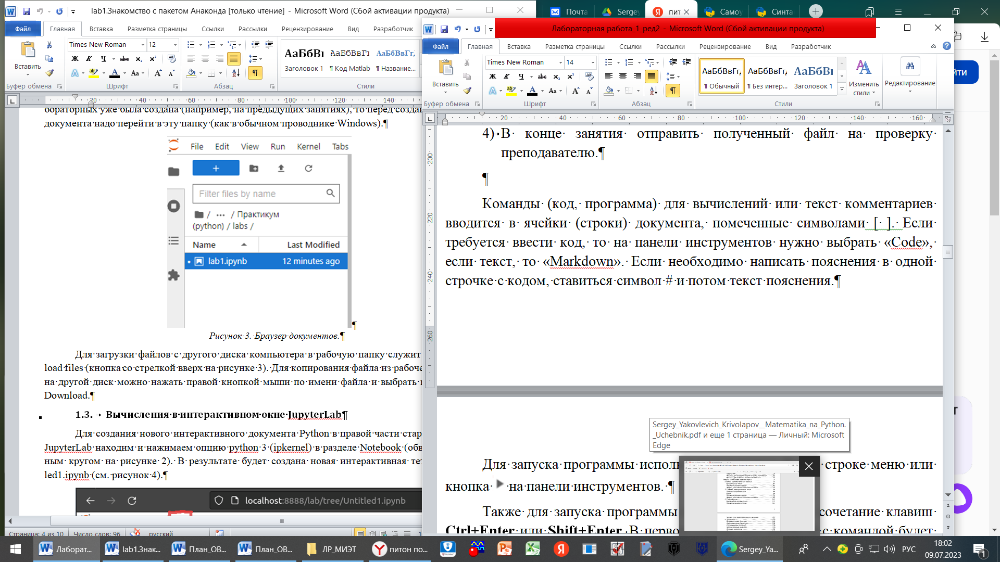 lab1.Знакомство с пакетом Анаконда [только чтение] - Microsoft Word (Сбой активации продукта)
Файл Главная Вставка Разметка страницы Ссылки Рассылки Рецензирование Вид Разработчик
Times New Roman 12
Вставить
Ж К Ч abc x₂ x²
АаБбВı АаБбВвГı АаБбВвГгД
Заголовок 1 ¶ Код Matlab ¶ Название...
Буфер обмена Шрифт Абзац Стили
20 40 60 80 100 120 140
бораторных уже была создана (например, на предыдущих занятиях), то перед созда
документа надо перейти в эту папку (как в обычном проводнике Windows).¶
File Edit View Run Kernel Tabs
Filter files by name
/ ... / Практикум
(python) / labs /
Name Last Modified
lab1.ipynb 12 minutes ago
¶
Рисунок 3. Браузер документов.¶
Для загрузки файлов с другого диска компьютера в рабочую папку служит
load files (кнопка со стрелкой вверх на рисунке 3). Для копирования файла из рабоче
на другой диск можно нажать правой кнопкой мыши по имени файла и выбрать
Download.¶
1.3. → Вычисления в интерактивном окне JupyterLab¶
Для создания нового интерактивного документа Python в правой части стар
JupyterLab находим и нажимаем опцию python 3 (ipkernel) в разделе Notebook (обв
ным кругом на рисунке 2). В результате будет создана новая интерактивная тет
led1.ipynb (см. рисунок 4).¶
localhost:8888/lab/tree/Untitled1.ipynb
Страница: 4 из 10 Число слов: 96 русский
Почта Sergey пит Само Синта
йти
Лабораторная работа_1_ред2 - Microsoft Word (Сбой активации продукта)
Файл Главная Вставка Разметка страницы Ссылки Рассылки Рецензирование Вид Разработчик
Times New Roman 14
Вставить
Ж К Ч abc x₂ x²
АаБбВвГг, АаБбВвГг, АаБбВı
¶ Обычный ¶ Без интер... Заголовок 1
Изменить стили
Редактирование
Буфер обмена Шрифт Абзац Стили
20 40 60 80 100 120 140 160
200 220 240 260
4)→В конце занятия отправить полученный файл на проверку
преподавателю.¶
¶
Команды (код, программа) для вычислений или текст комментариев
вводится в ячейки (строки) документа, помеченные символами [ ]. Если
требуется ввести код, то на панели инструментов нужно выбрать «Code»,
если текст, то «Markdown». Если необходимо написать пояснения в одной
строчке с кодом, ставиться символ # и потом текст пояснения.¶
Sergey_Yakovlevich_Krivolapov__Matematika_na_Python.
_Uchebnik.pdf и еще 1 страница — Личный: Microsoft
Edge
Для запуска программы исполь строке меню или
кнопка на панели инструментов. ¶
Также для запуска программы сочетание клавиш
Ctrl+Enter или Shift+Enter. В перво с командой будет
Лаборат... lab1.Знак... План_ОВ... План_ОВ... ЛР_МИЭТ питон по... Sergey_Ya...
РУС
18:02
09.07.2023
1